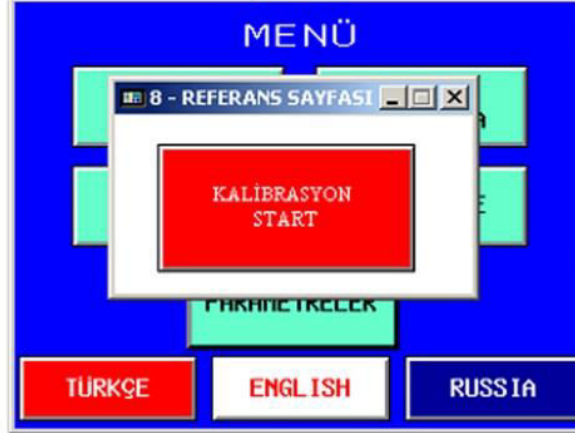 MENÜ
8 - REFERANS SAYFASI
KALİBRASYON
START
PARAMETRELER
TÜRKÇE
ENGLISH
RUSSIA